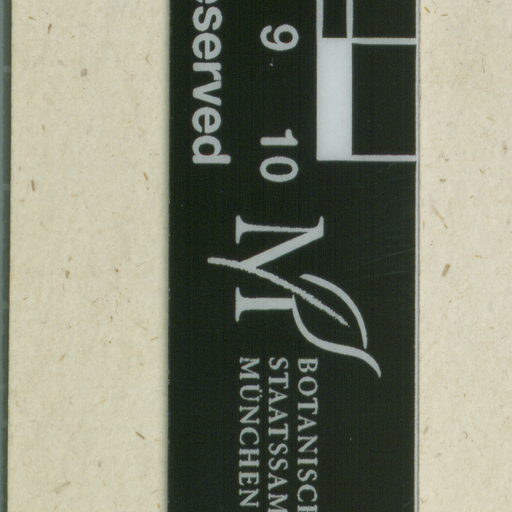 9 10
eserved
M
BOTANISC
STAATSSAM
MÜNCHEN